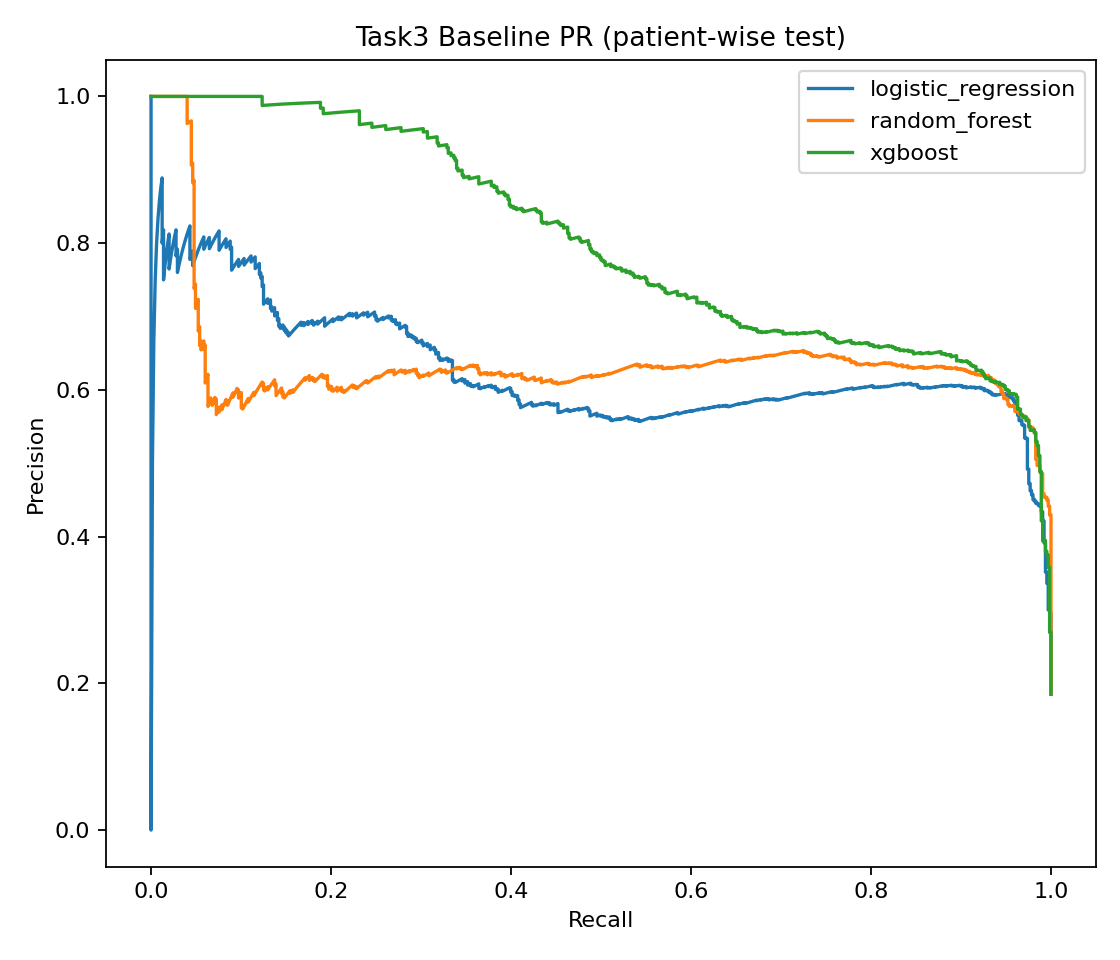 Task3 Baseline PR (patient-wise test)
logistic_regression
random_forest
xgboost
Precision
1.0
0.8
0.6
0.4
0.2
0.0
0.0 0.2 0.4 0.6 0.8 1.0
Recall